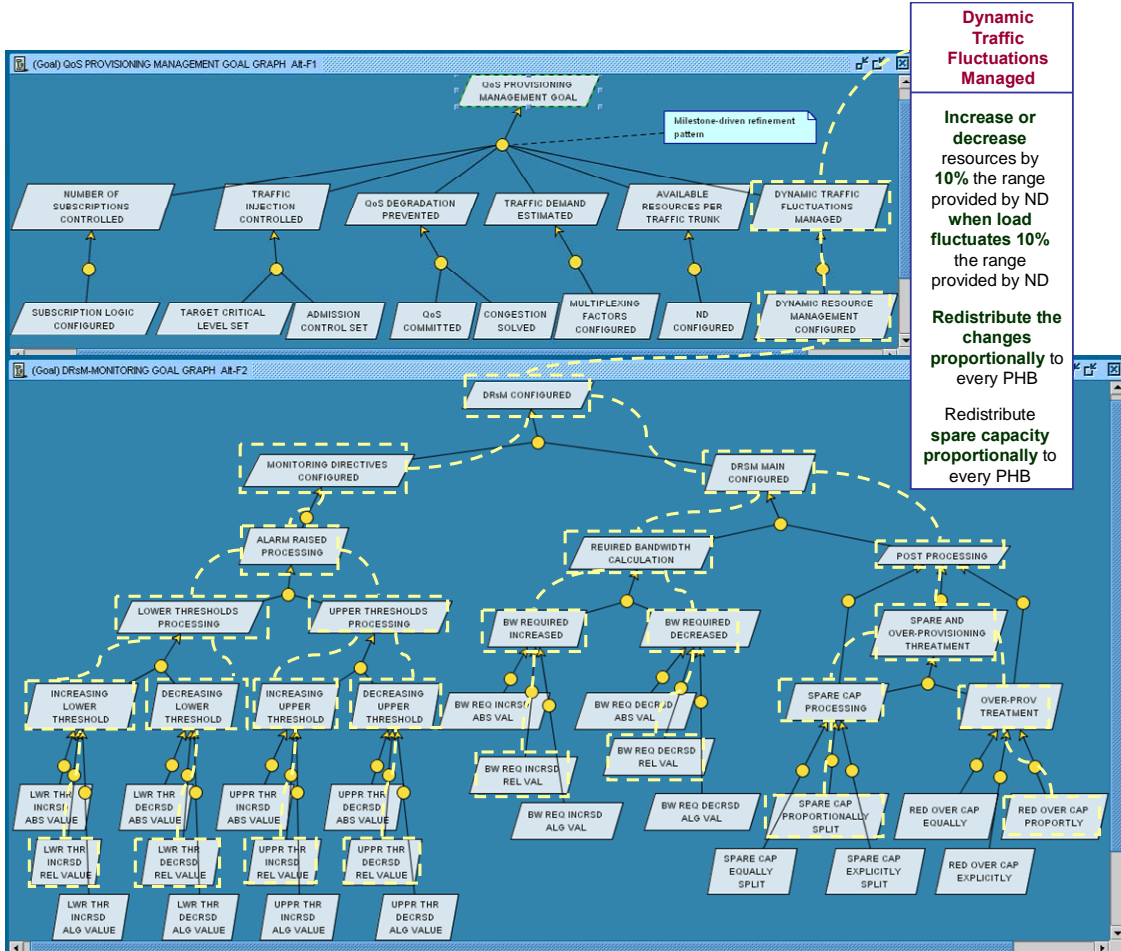 Dynamic
Traffic
Fluctuations
Managed
Increase or
decrease
resources by
10% the range
provided by ND
when load
fluctuates 10%
the range
provided by ND
Redistribute the
changes
proportionally to
every PHB
Redistribute
spare capacity
proportionally to
every PHB
(Goal) QoS PROVISIONING MANAGEMENT GOAL GRAPH Alt-F1
QoS PROVISIONING
MANAGEMENT GOAL
Milestone-driven refinement
pattern
NUMBER OF
SUBSCRIPTIONS
CONTROLLED
TRAFFIC
INJECTION
CONTROLLED
QoS DEGRADATION
PREVENTED
TRAFFIC DEMAND
ESTIMATED
AVAILABLE
RESOURCES PER
TRAFFIC TRUNK
DYNAMIC TRAFFIC
FLUCTUATIONS
MANAGED
SUBSCRIPTION LOGIC
CONFIGURED
TARGET CRITICAL
LEVEL SET
ADMISSION
CONTROL SET
QoS
COMMITTED
CONGESTION
SOLVED
MULTIPLEXING
FACTORS
CONFIGURED
ND
CONFIGURED
DYNAMIC RESOURCE
MANAGEMENT
CONFIGURED
(Goal) DRsM-MONITORING GOAL GRAPH Alt-F2
DRsM CONFIGURED
MONITORING DIRECTIVES
CONFIGURED
DRSM MAIN
CONFIGURED
ALARM RAISED
PROCESSING
REUIRED BANDWIDTH
CALCULATION
POST PROCESSING
LOWER THRESHOLDS
PROCESSING
UPPER THRESHOLDS
PROCESSING
BW REQUIRED
INCREASED
BW REQUIRED
DECREASED
SPARE AND
OVER-PROVISIONING
THREATMENT
INCREASING
LOWER
THRESHOLD
DECREASING
LOWER
THRESHOLD
INCREASING
UPPER
THRESHOLD
DECREASING
UPPER
THRESHOLD
BW REQ INCRSD
ABS VAL
BW REQ DECRSD
ABS VAL
SPARE CAP
PROCESSING
OVER-PROV
TREATMENT
BW REQ INCRSD
REL VAL
BW REQ DECRSD
REL VAL
LWR THR
INCRSD
ABS VALUE
LWR THR
DECRSD
ABS VALUE
UPPR THR
INCRSD
ABS VALUE
UPPR THR
DECRSD
ABS VALUE
BW REQ INCRSD
ALG VAL
BW REQ DECRSD
ALG VAL
SPARE CAP
PROPORTIONALLY
SPLIT
RED OVER CAP
EQUALLY
RED OVER CAP
PROPORTLY
LWR THR
INCRSD
REL VALUE
LWR THR
DECRSD
REL VALUE
UPPR THR
INCRSD
REL VALUE
UPPR THR
DECRSD
REL VALUE
SPARE CAP
EQUALLY
SPLIT
SPARE CAP
EXPLICITLY
SPLIT
RED OVER CAP
EXPLICITLY
LWR THR
INCRSD
ALG VALUE
LWR THR
DECRSD
ALG VALUE
UPPR THR
INCRSD
ALG VALUE
UPPR THR
DECRSD
ALG VALUE